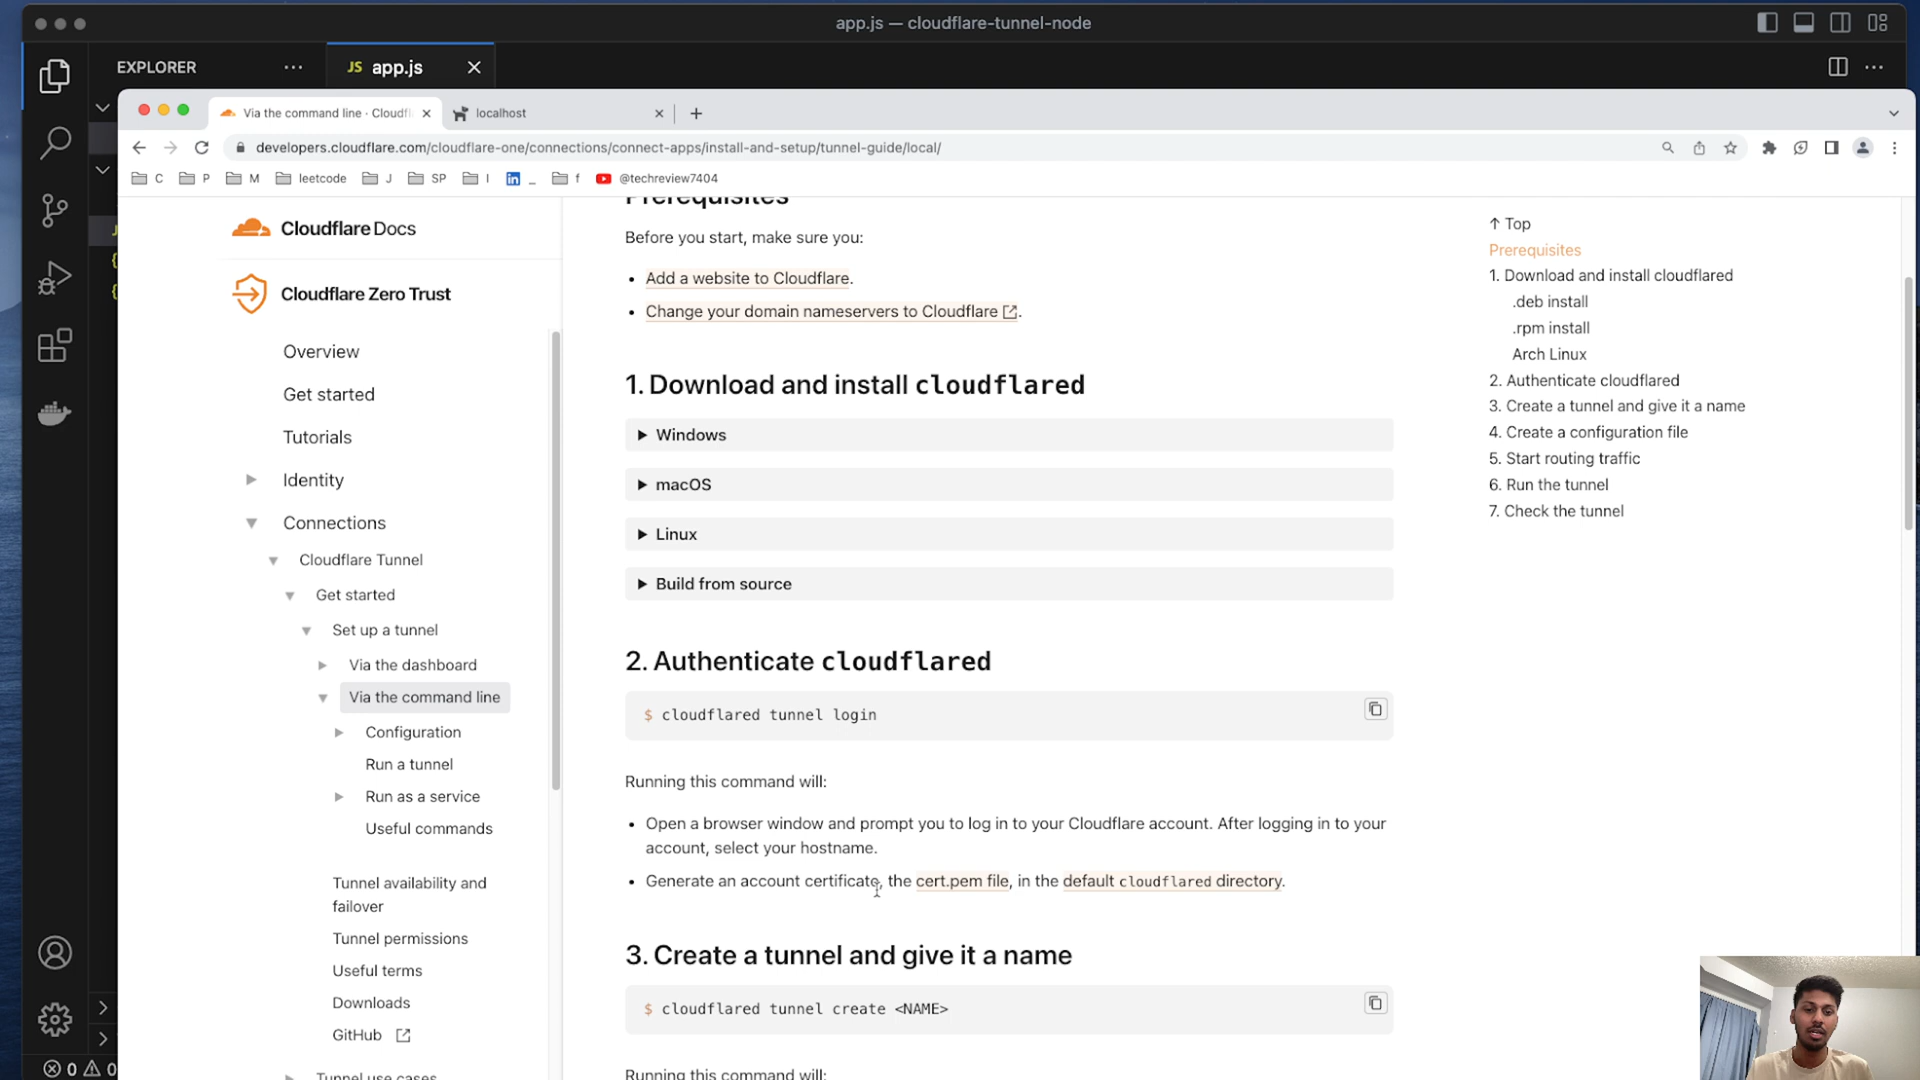 app.js — cloudflare-tunnel-node
EXPLORER
JS app.js
Via the command line · Cloudfl
localhost
developers.cloudflare.com/cloudflare-one/connections/connect-apps/install-and-setup/tunnel-guide/local/
C
P
M
leetcode
J
SP
I
_
f
@techreview7404
Cloudflare Docs
Cloudflare Zero Trust
Overview
Get started
Tutorials
Identity
Connections
Cloudflare Tunnel
Get started
Set up a tunnel
Via the dashboard
Via the command line
Configuration
Run a tunnel
Run as a service
Useful commands
Tunnel availability and
failover
Tunnel permissions
Useful terms
Downloads
GitHub
Tunnel use cases
Prerequisites
Before you start, make sure you:
• Add a website to Cloudflare.
• Change your domain nameservers to Cloudflare.
1. Download and install cloudflared
Windows
macOS
Linux
Build from source
2. Authenticate cloudflared
$ cloudflared tunnel login
Running this command will:
• Open a browser window and prompt you to log in to your Cloudflare account. After logging in to your
account, select your hostname.
• Generate an account certificate, the cert.pem file, in the default cloudflared directory.
3. Create a tunnel and give it a name
$ cloudflared tunnel create <NAME>
Running this command will:
↑ Top
Prerequisites
1. Download and install cloudflared
.deb install
.rpm install
Arch Linux
2. Authenticate cloudflared
3. Create a tunnel and give it a name
4. Create a configuration file
5. Start routing traffic
6. Run the tunnel
7. Check the tunnel
0 0